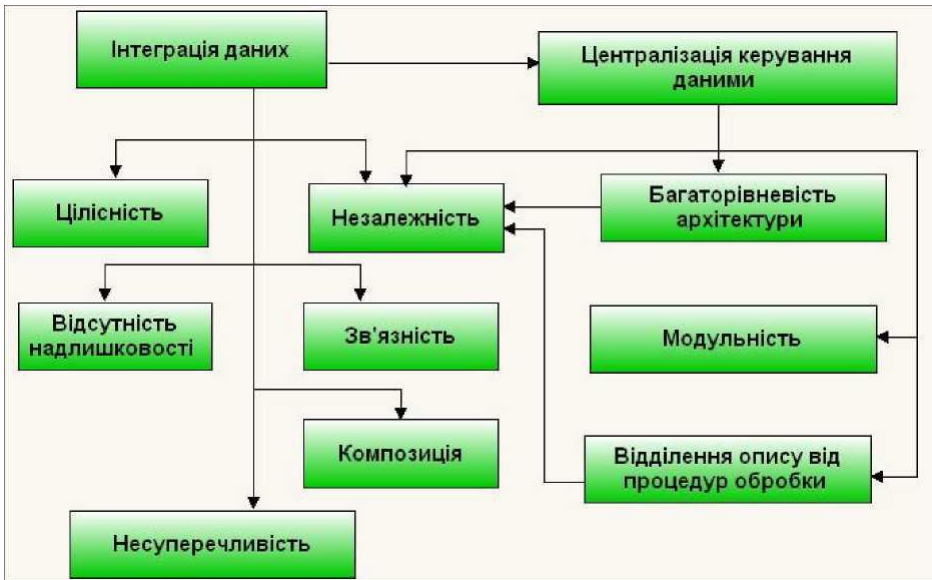 Інтеграція даних
Централізація керування
даними
Цілісність
Незалежність
Багаторівневість
архітектури
Відсутність
надлишковості
Зв'язність
Модульність
Композиція
Відділення опису від
процедур обробки
Несуперечливість